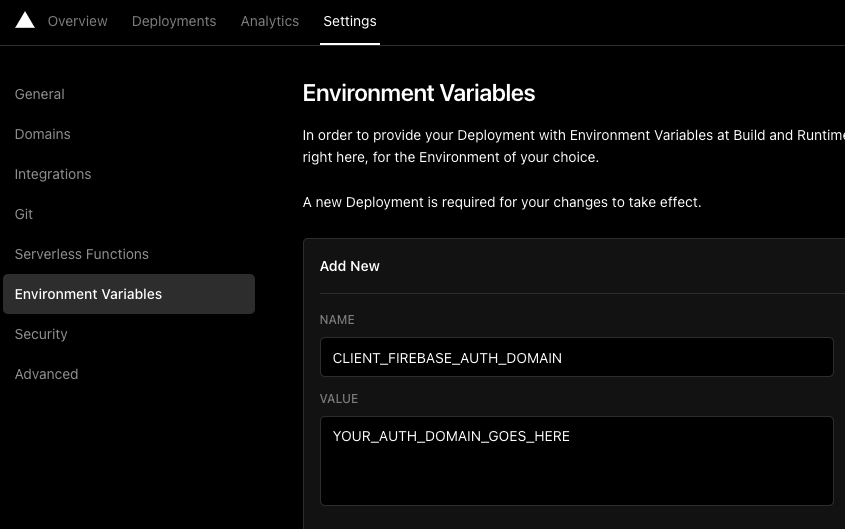 Overview Deployments Analytics Settings
General
Domains
Integrations
Git
Serverless Functions
Environment Variables
Security
Advanced
Environment Variables
In order to provide your Deployment with Environment Variables at Build and Runtime
right here, for the Environment of your choice.
A new Deployment is required for your changes to take effect.
Add New
NAME
CLIENT_FIREBASE_AUTH_DOMAIN
VALUE
YOUR_AUTH_DOMAIN_GOES_HERE